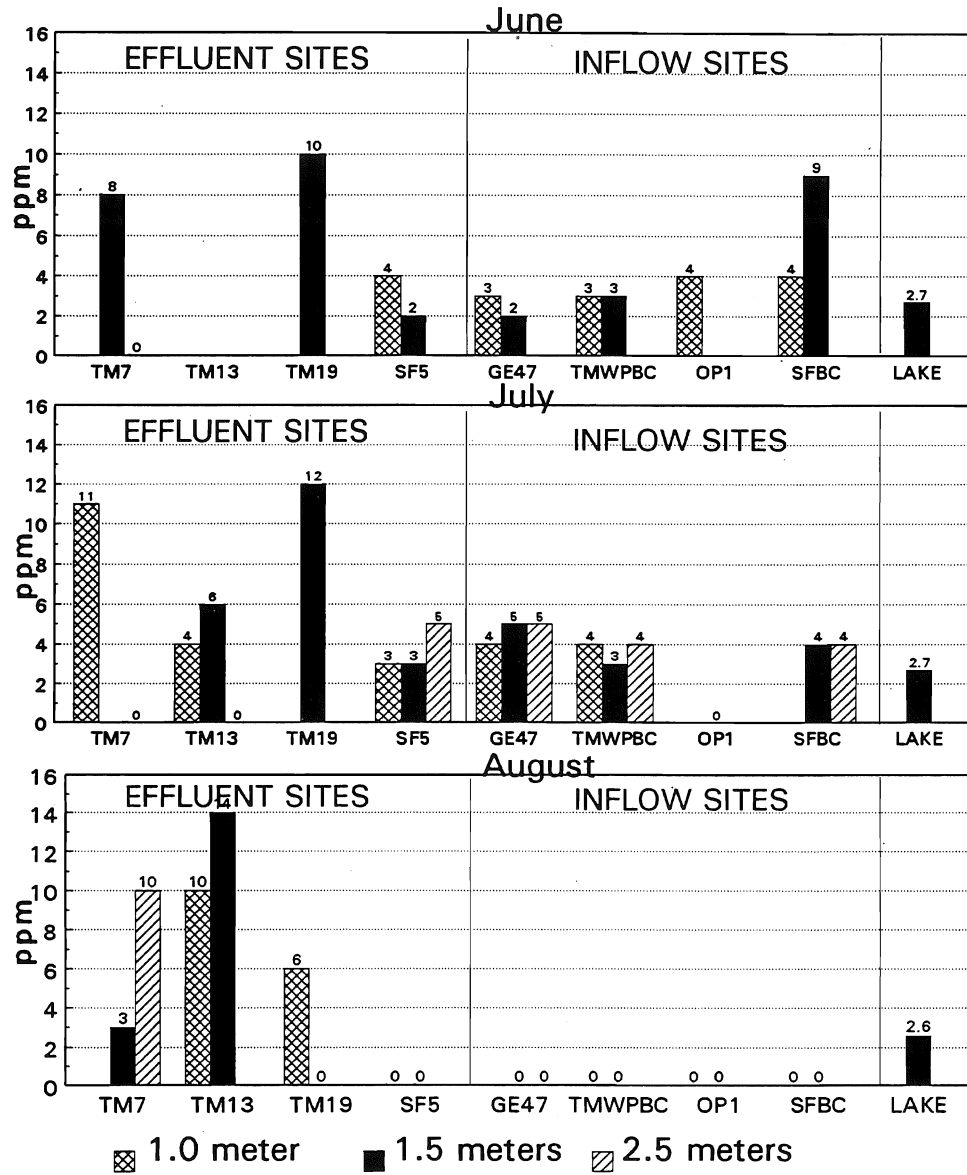 June
16
EFFLUENT SITES INFLOW SITES
14
12
10
8
6
4
2
0
ppm
8 0 10 4 2 3 2 3 3 4 4 9 2.7
TM7 TM13 TM19 SF5 GE47 TMWPBC OP1 SFBC LAKE
July
16
EFFLUENT SITES INFLOW SITES
14
12
10
8
6
4
2
0
ppm
11 0 4 6 0 12 3 3 5 4 5 5 4 3 4 0 4 4 2.7
TM7 TM13 TM19 SF5 GE47 TMWPBC OP1 SFBC LAKE
August
16
EFFLUENT SITES INFLOW SITES
14
12
10
8
6
4
2
0
ppm
3 10 10 14 6 0 0 0 0 0 0 0 0 0 0 0 2.6
TM7 TM13 TM19 SF5 GE47 TMWPBC OP1 SFBC LAKE
1.0 meter 1.5 meters 2.5 meters